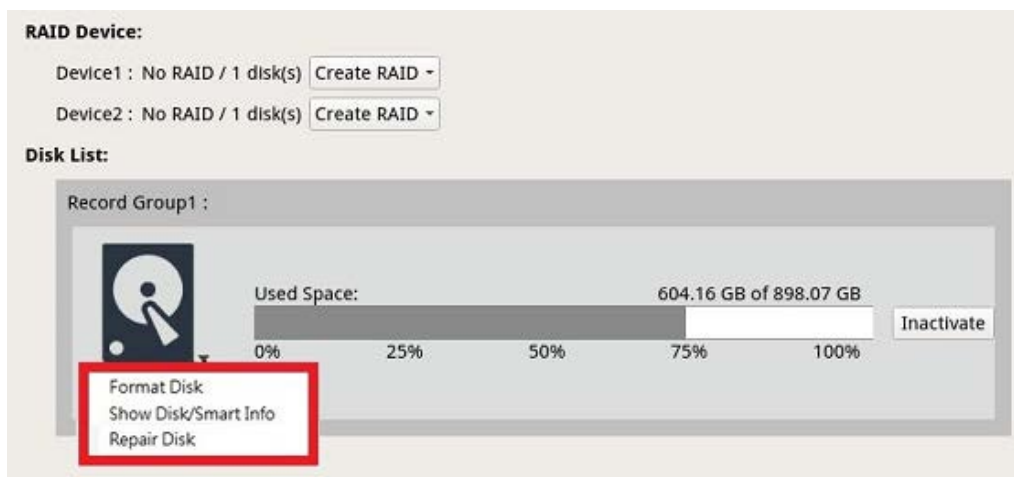 RAID Device:
Device1 : No RAID / 1 disk(s) Create RAID
Device2 : No RAID / 1 disk(s) Create RAID
Disk List:
Record Group1 :
Used Space: 604.16 GB of 898.07 GB
Inactivate
0% 25% 50% 75% 100%
Format Disk
Show Disk/Smart Info
Repair Disk